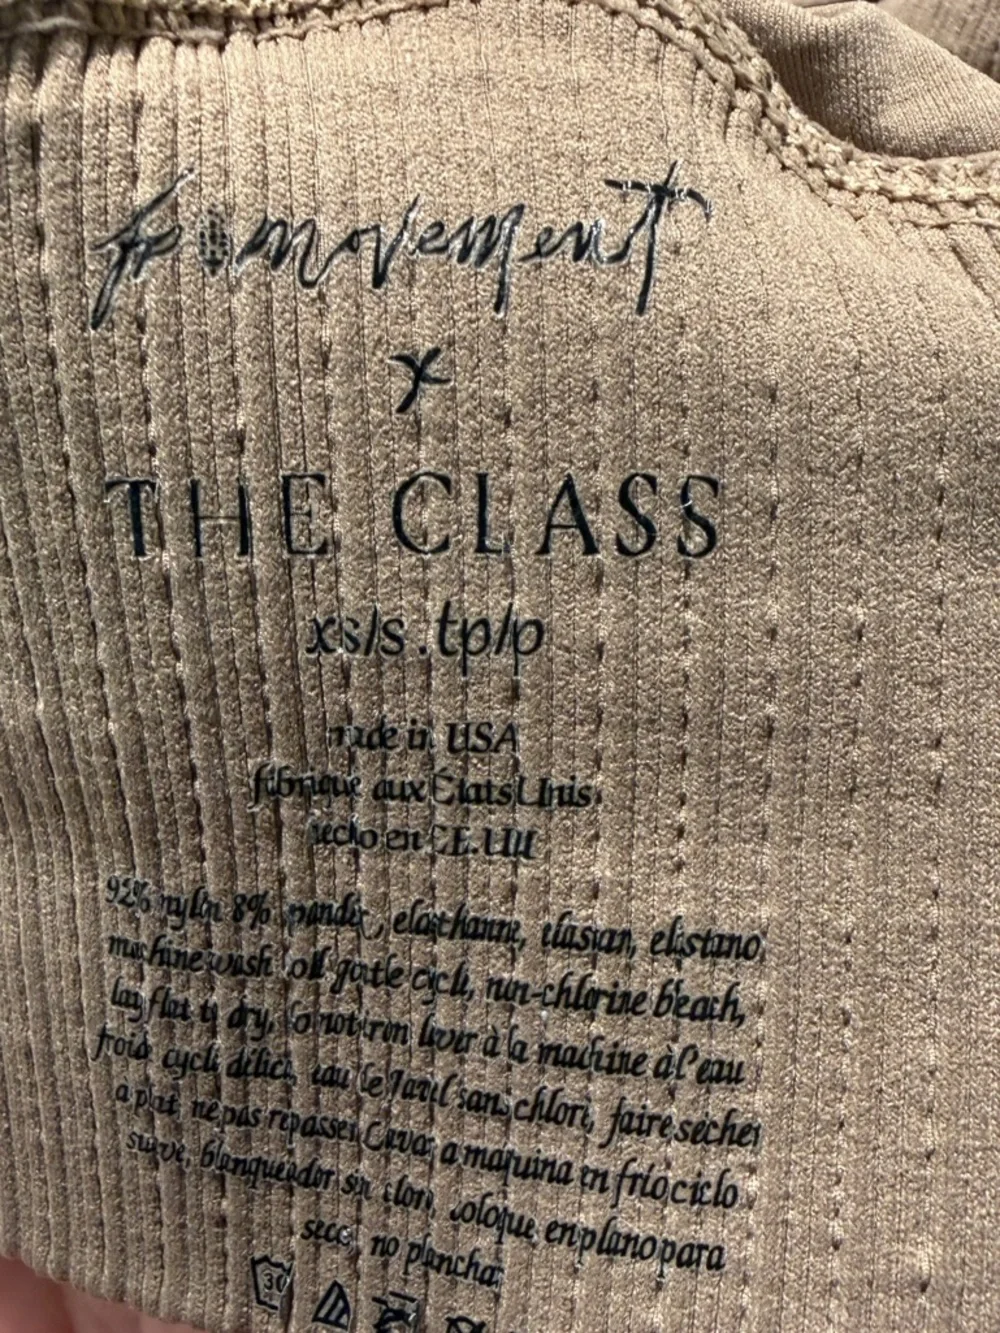 fp movement
x
THE CLASS
xs/s . tp/p
made in USA
fabriqué aux États Unis
hecho en EE.UU
92% nylon 8% spandex, elasthanne, elastan, elastano,
machine wash cold gentle cycle, non-chlorine bleach,
lay flat to dry, do not iron laver à la machine à l'eau
froide cycle délicat, eau de Javel sans chlore, faire sécher
a plat, ne pas repasser Lavar a maquina en frío ciclo
suave, blanqueador sin cloro, coloque en plano para
secar, no planchar
30